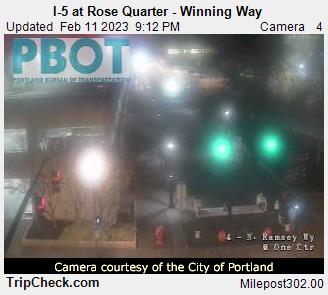 I-5 at Rose Quarter - Winning Way
Updated Feb 11 2023 9:12 PM Camera 4
PBOT
PORTLAND BUREAU OF TRANSPORTATION
4 - N. Ramsey Wy
@ One Ctr
Camera courtesy of the City of Portland
TripCheck.com Milepost302.00